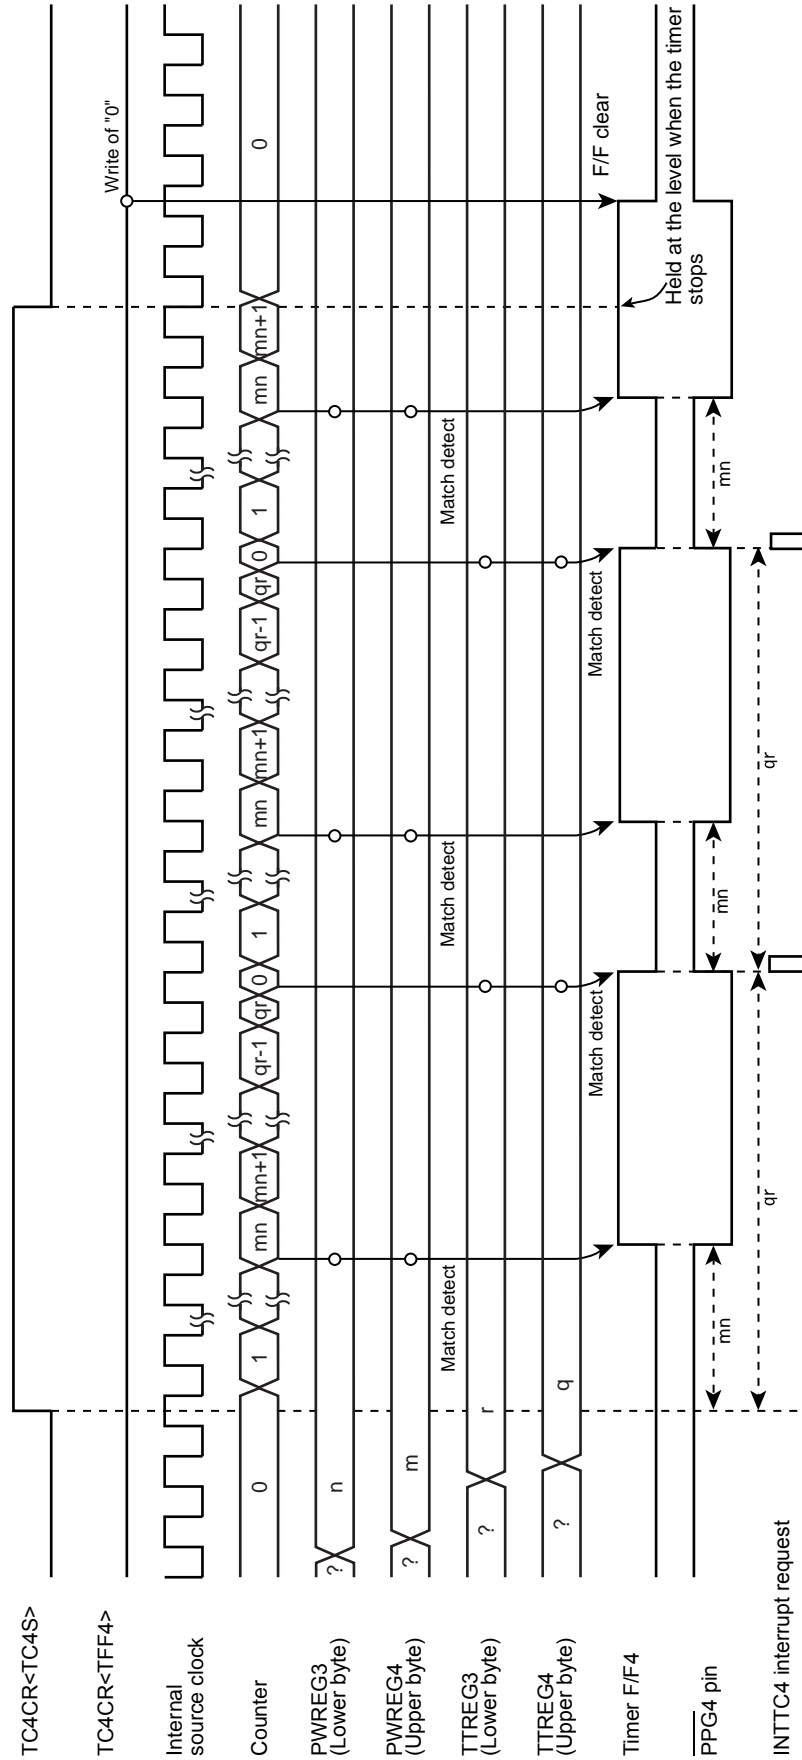 TC4CR<TC4S>
TC4CR<TFF4>
Write of "0"
Internal
source clock
Counter
0
1
mn
mn+1
qr-1
qr
0
1
mn
mn+1
qr-1
qr
0
1
mn
mn+1
0
PWREG3
(Lower byte)
?
n
PWREG4
(Upper byte)
?
m
Match detect
Match detect
Match detect
TTREG3
(Lower byte)
?
r
TTREG4
(Upper byte)
?
q
Match detect
Match detect
F/F clear
Timer F/F4
Held at the level when the timer
stops
PPG4 pin
mn
mn
mn
qr
qr
INTTC4 interrupt request